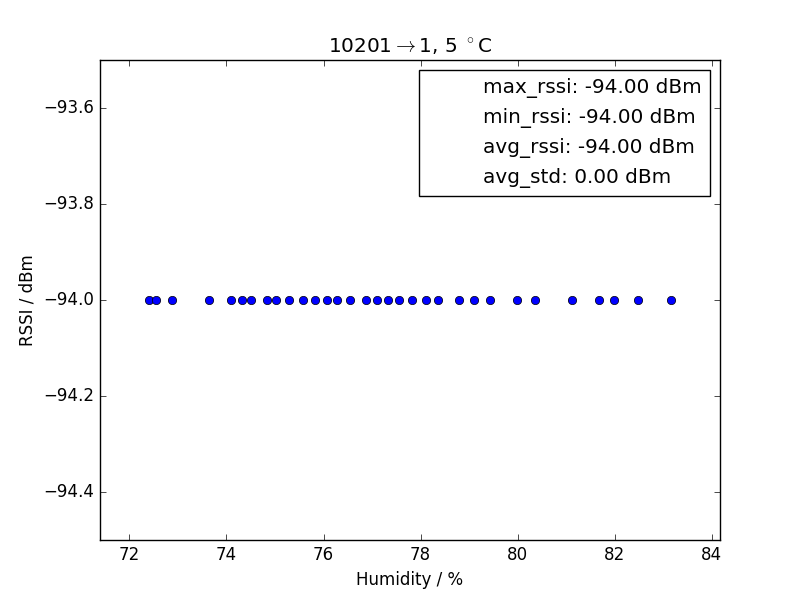 10201→1, 5 °C
max_rssi: -94.00 dBm
min_rssi: -94.00 dBm
avg_rssi: -94.00 dBm
avg_std: 0.00 dBm
−93.6
−93.8
−94.0
−94.2
−94.4
RSSI / dBm
72 74 76 78 80 82 84
Humidity / %